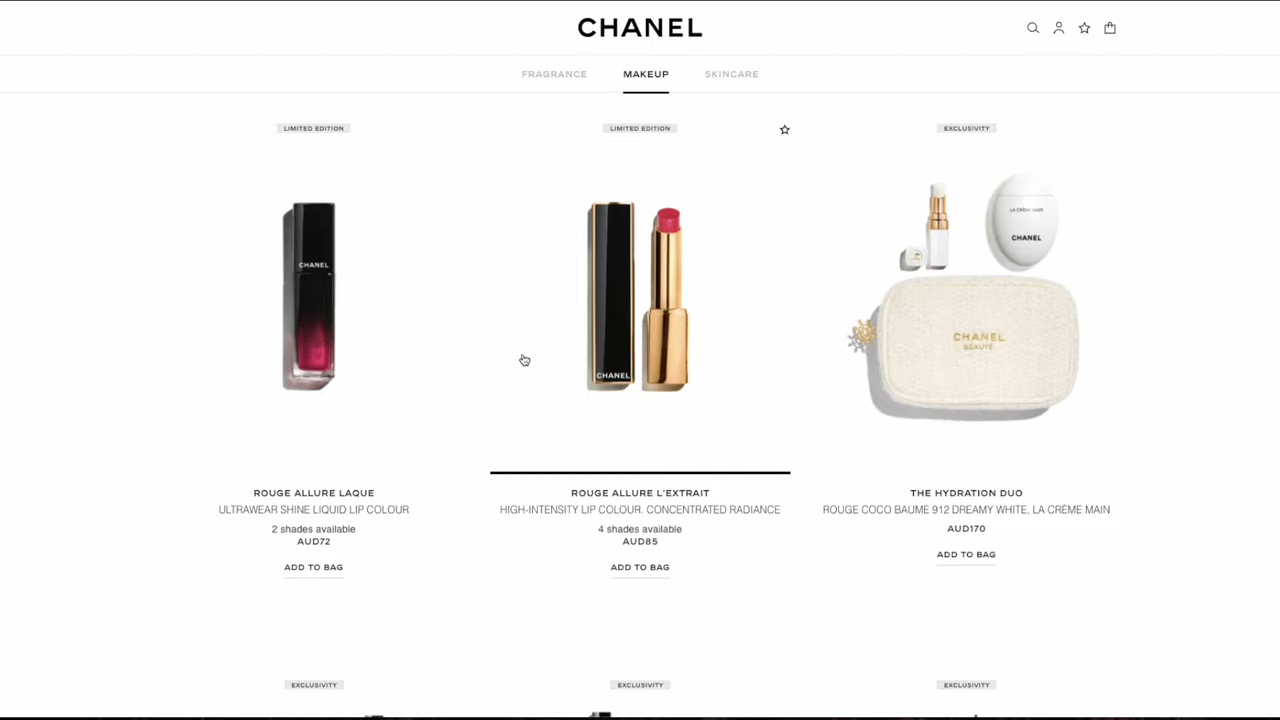 CHANEL
FRAGRANCE
MAKEUP
SKINCARE
LIMITED EDITION
LIMITED EDITION
EXCLUSIVITY
CHANEL
CHANEL
LA CRÈME MAIN
CHANEL
CHANEL
BEAUTÉ
ROUGE ALLURE LAQUE
ULTRAWEAR SHINE LIQUID LIP COLOUR
2 shades available
AUD72
ADD TO BAG
ROUGE ALLURE L'EXTRAIT
HIGH-INTENSITY LIP COLOUR. CONCENTRATED RADIANCE
4 shades available
AUD85
ADD TO BAG
THE HYDRATION DUO
ROUGE COCO BAUME 912 DREAMY WHITE, LA CRÈME MAIN
AUD170
ADD TO BAG
EXCLUSIVITY
EXCLUSIVITY
EXCLUSIVITY